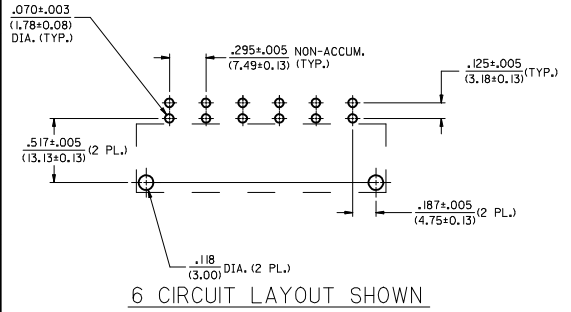 .070±.003
(1.78±0.08)
DIA. (TYP.)
.295±.005 NON-ACCUM.
(7.49±0.13) (TYP.)
.125±.005 (TYP.)
(3.18±0.13)
.517±.005 (2 PL.)
(13.13±0.13)
.187±.005 (2 PL.)
(4.75±0.13)
.118 DIA. (2 PL.)
(3.00)
6 CIRCUIT LAYOUT SHOWN